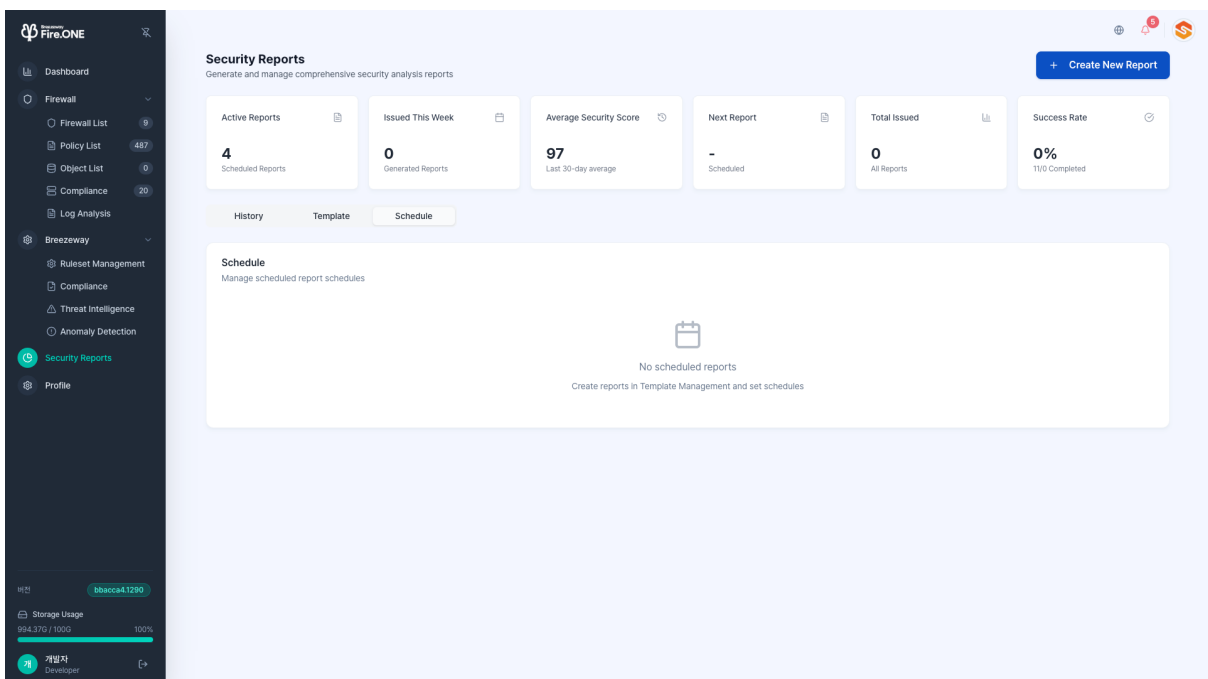 BREEZEWAY
Fire.ONE
Dashboard
Firewall
Firewall List 9
Policy List 487
Object List 0
Compliance 20
Log Analysis
Breezeway
Ruleset Management
Compliance
Threat Intelligence
Anomaly Detection
Security Reports
Profile
버전 bbacca4.1290
Storage Usage
994.37G / 100G 100%
개 개발자
Developer
5
Security Reports
Generate and manage comprehensive security analysis reports
+ Create New Report
Active Reports
4
Scheduled Reports
Issued This Week
0
Generated Reports
Average Security Score
97
Last 30-day average
Next Report
-
Scheduled
Total Issued
0
All Reports
Success Rate
0%
11/0 Completed
History Template Schedule
Schedule
Manage scheduled report schedules
No scheduled reports
Create reports in Template Management and set schedules